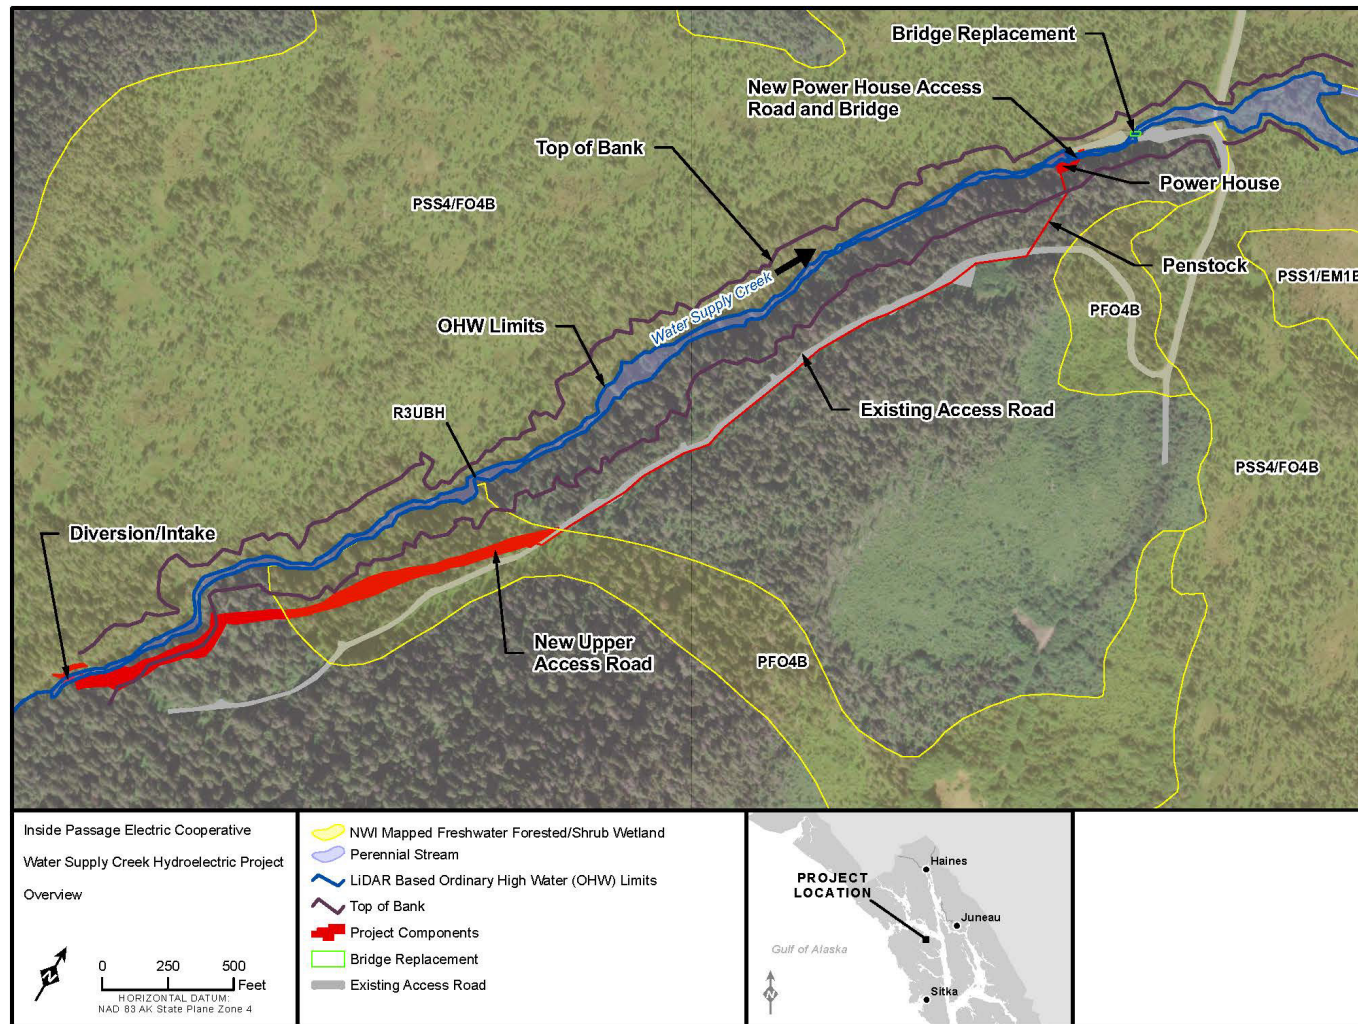 Bridge Replacement
New Power House Access
Road and Bridge
Top of Bank
Power House
PSS4/FO4B
Penstock
PSS1/EM1B
Water Supply Creek
PFO4B
OHW Limits
R3UBH
Existing Access Road
PSS4/FO4B
Diversion/Intake
New Upper
Access Road
PFO4B
Inside Passage Electric Cooperative
Water Supply Creek Hydroelectric Project
Overview
N
0 250 500
Feet
HORIZONTAL DATUM:
NAD 83 AK State Plane Zone 4
NWI Mapped Freshwater Forested/Shrub Wetland
Perennial Stream
LiDAR Based Ordinary High Water (OHW) Limits
Top of Bank
Project Components
Bridge Replacement
Existing Access Road
Haines
PROJECT
LOCATION
Juneau
Gulf of Alaska
N
Sitka